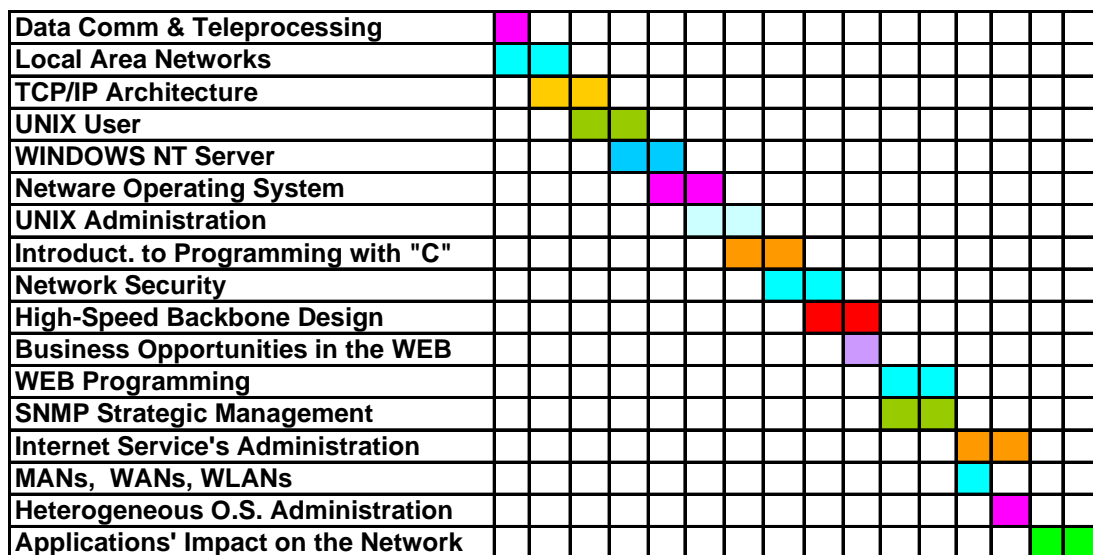 Data Comm & Teleprocessing
Local Area Networks
TCP/IP Architecture
UNIX User
WINDOWS NT Server
Netware Operating System
UNIX Administration
Introduct. to Programming with "C"
Network Security
High-Speed Backbone Design
Business Opportunities in the WEB
WEB Programming
SNMP Strategic Management
Internet Service's Administration
MANs, WANs, WLANs
Heterogeneous O.S. Administration
Applications' Impact on the Network